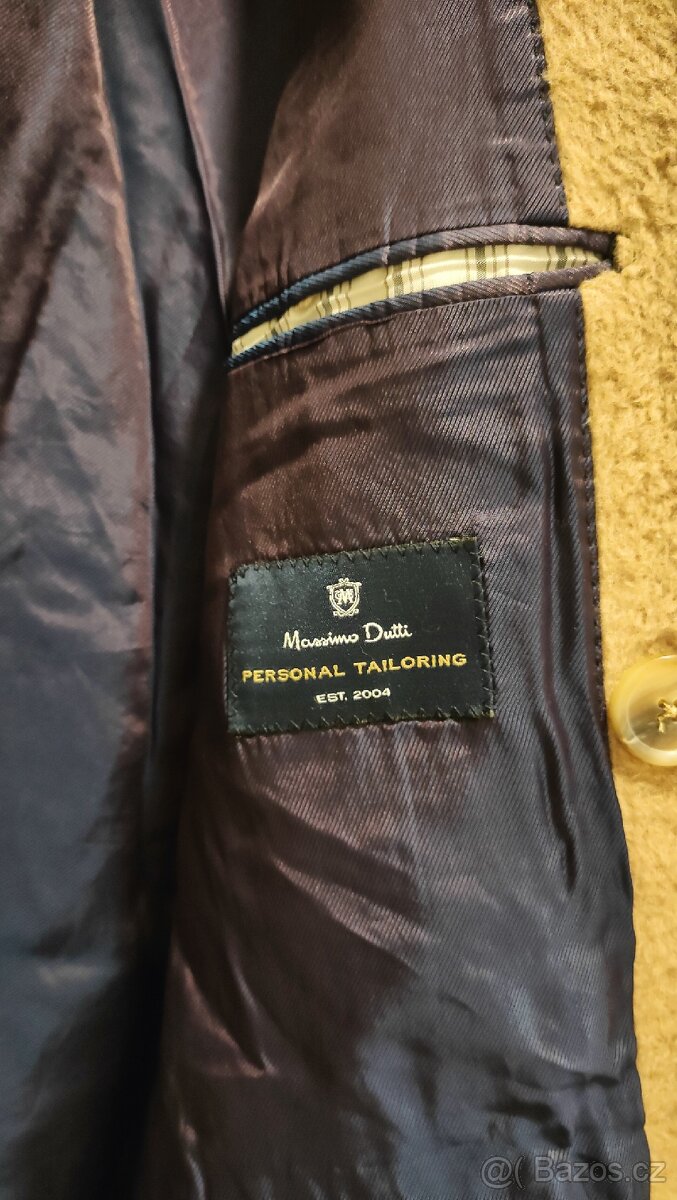 Massimo Dutti
PERSONAL TAILORING
EST. 2004
@( Bazos.cz